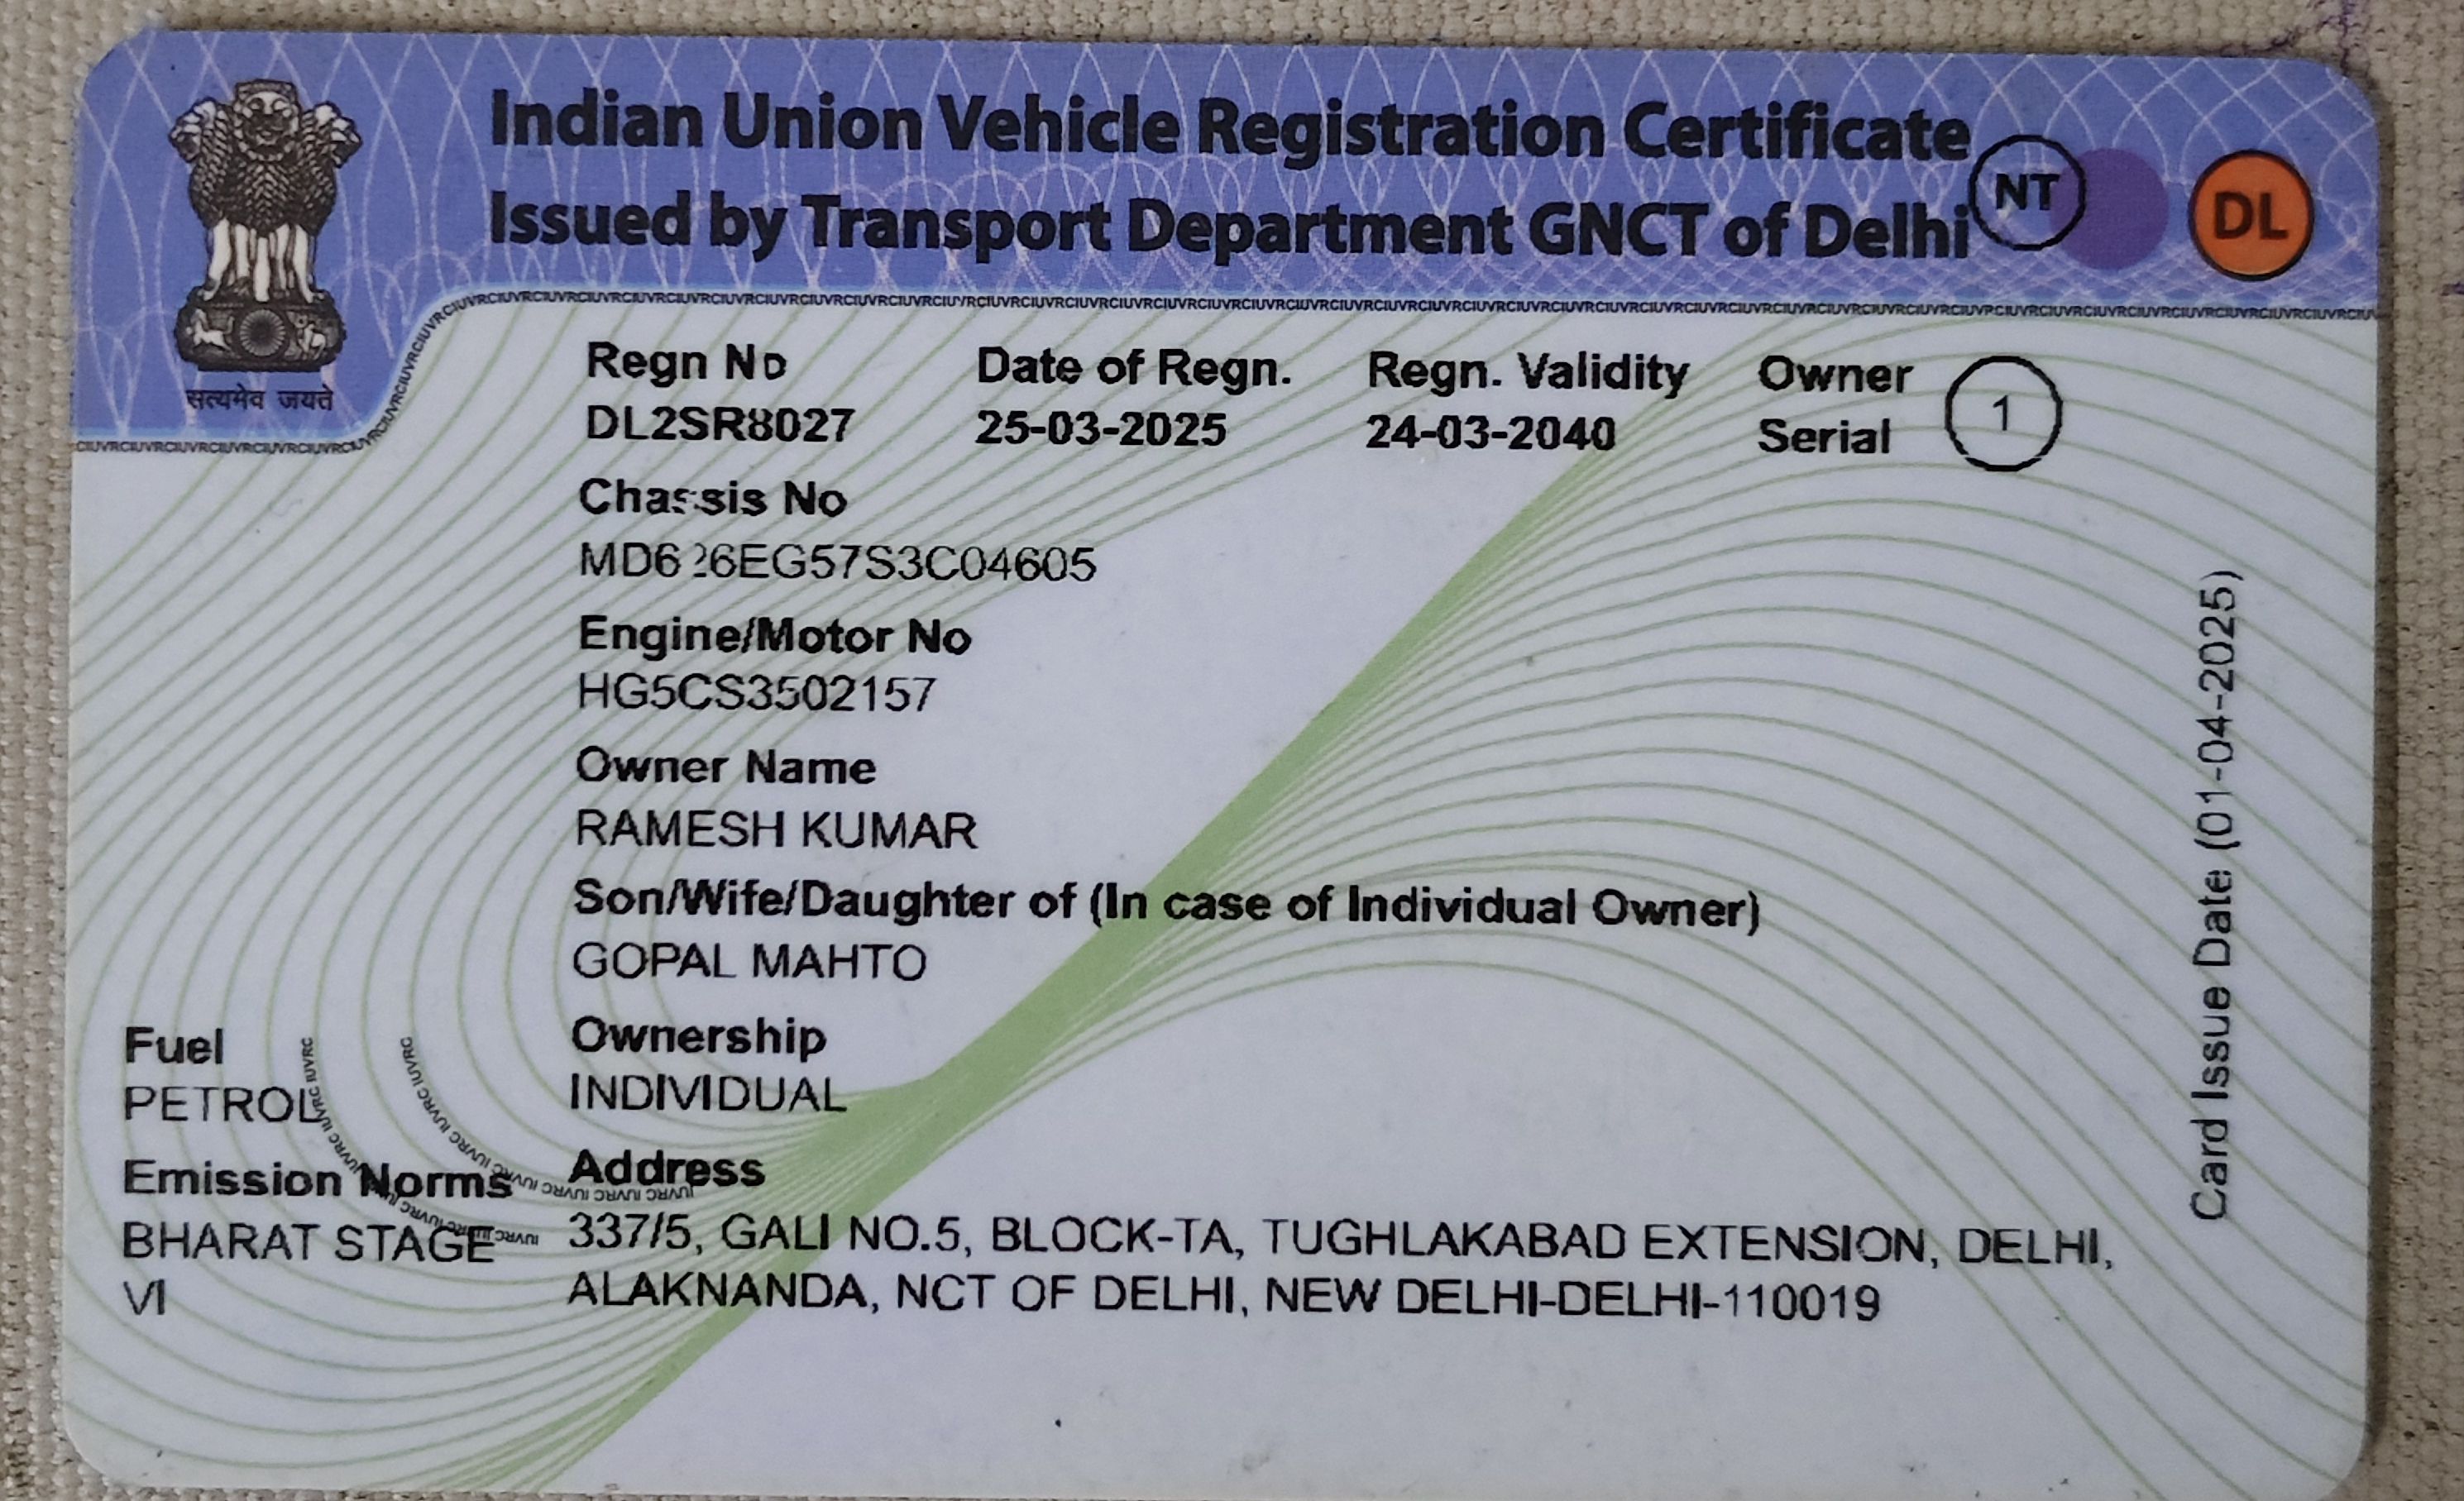 Indian Union Vehicle Registration Certificate
Issued by Transport Department GNCT of Delhi
NT
DL
सत्यमेव जयते
Regn No Date of Regn. Regn. Validity Owner Serial 1
DL2SR8027 25-03-2025 24-03-2040
Chassis No
Engine/Motor No
HG5CS3502157
Owner Name
RAMESH KUMAR
Son/Wife/Daughter of (In case of Individual Owner)
GOPAL MAHTO
Ownership
INDIVIDUAL
Fuel
PETROL
Emission Norms
BHARAT STAGE
VI
Address
337/5, GALI NO.5, BLOCK-TA, TUGHLAKABAD EXTENSION, DELHI,
ALAKNANDA, NCT OF DELHI, NEW DELHI-DELHI-110019
Card Issue Date (01-04-2025)